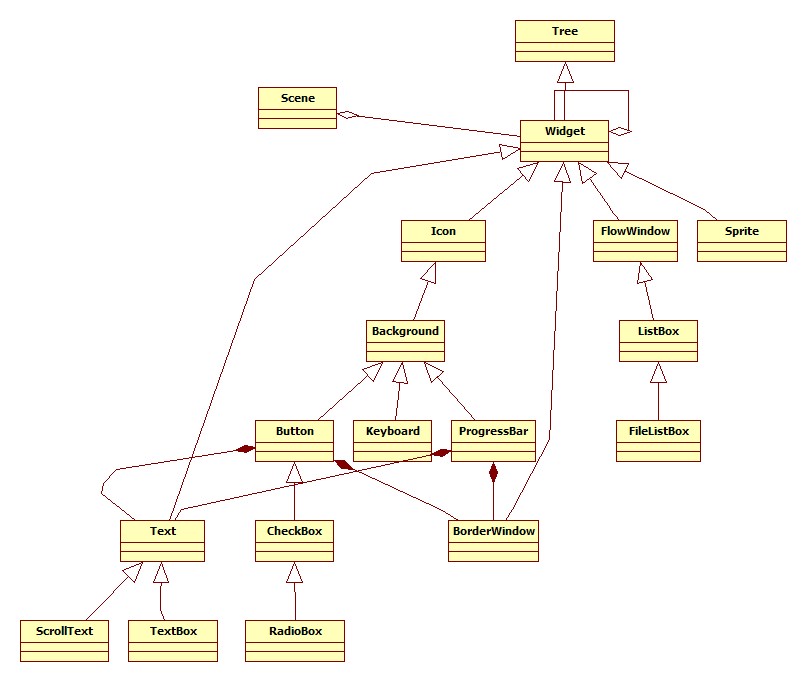 Tree
Scene
Widget
Icon
FlowWindow
Sprite
Background
ListBox
Button
Keyboard
ProgressBar
FileListBox
Text
CheckBox
BorderWindow
ScrollText
TextBox
RadioBox